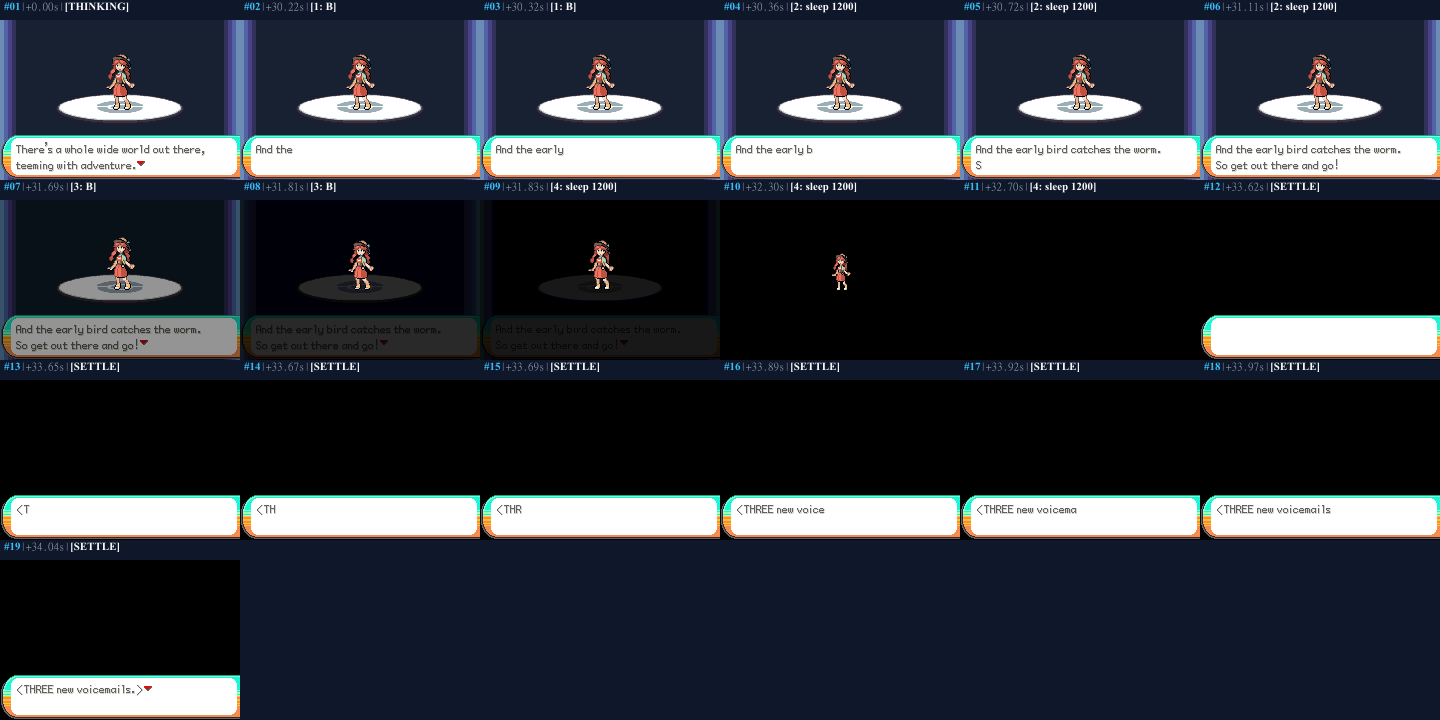 #01|+0.00s|[THINKING]
#02|+30.22s|[1: B]
#03|+30.32s|[1: B]
#04|+30.36s|[2: sleep 1200]
#05|+30.72s|[2: sleep 1200]
#06|+31.11s|[2: sleep 1200]
There's a whole wide world out there,
teeming with adventure.
And the
And the early
And the early b
And the early bird catches the worm.
S
And the early bird catches the worm.
So get out there and go!
#07|+31.69s|[3: B]
#08|+31.81s|[3: B]
#09|+31.83s|[4: sleep 1200]
#10|+32.30s|[4: sleep 1200]
#11|+32.70s|[4: sleep 1200]
#12|+33.62s|[SETTLE]
And the early bird catches the worm.
So get out there and go!
And the early bird catches the worm.
So get out there and go!
And the early bird catches the worm.
So get out there and go!
#13|+33.65s|[SETTLE]
#14|+33.67s|[SETTLE]
#15|+33.69s|[SETTLE]
#16|+33.89s|[SETTLE]
#17|+33.92s|[SETTLE]
#18|+33.97s|[SETTLE]
<T
<TH
<THR
<THREE new voice
<THREE new voicema
<THREE new voicemails
#19|+34.04s|[SETTLE]
<THREE new voicemails.>